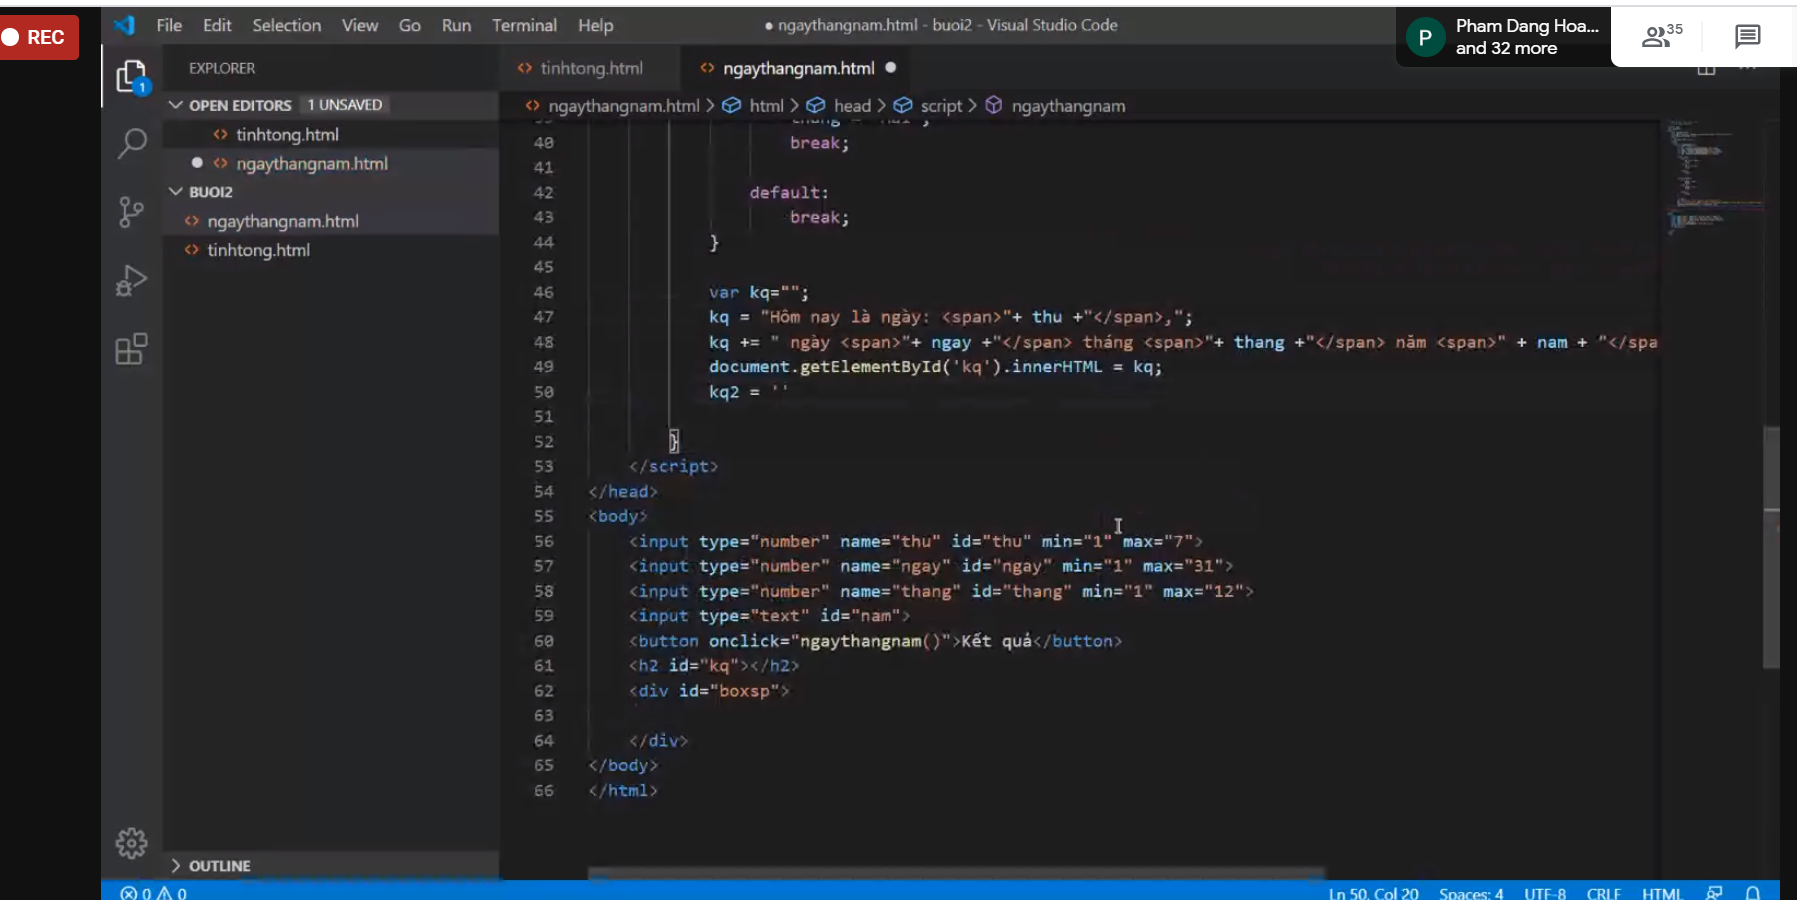 REC
File Edit Selection View Go Run Terminal Help
● ngaythangnam.html - buoi2 - Visual Studio Code
P
Pham Dang Hoa...
and 32 more
35
1
EXPLORER
OPEN EDITORS 1 UNSAVED
tinhtong.html
ngaythangnam.html
BUOI2
ngaythangnam.html
tinhtong.html
OUTLINE
tinhtong.html
ngaythangnam.html ●
ngaythangnam.html > html > head > script > ngaythangnam
40 break;
41
42 default:
43 break;
44 }
45
46 var kq="";
47 kq = "Hôm nay là ngày: <span>"+ thu +"</span>,";
48 kq += " ngày <span>"+ ngay +"</span> tháng <span>"+ thang +"</span> năm <span>" + nam + "</spa
49 document.getElementById('kq').innerHTML = kq;
50 kq2 = ''
51
52 }
53 </script>
54 </head>
55 <body>
56 <input type="number" name="thu" id="thu" min="1" max="7">
57 <input type="number" name="ngay" id="ngay" min="1" max="31">
58 <input type="number" name="thang" id="thang" min="1" max="12">
59 <input type="text" id="nam">
60 <button onclick="ngaythangnam()">Kết quả</button>
61 <h2 id="kq"></h2>
62 <div id="boxsp">
63
64 </div>
65 </body>
66 </html>
0 0
Ln 50, Col 20 Spaces: 4 UTF-8 CRLF HTML